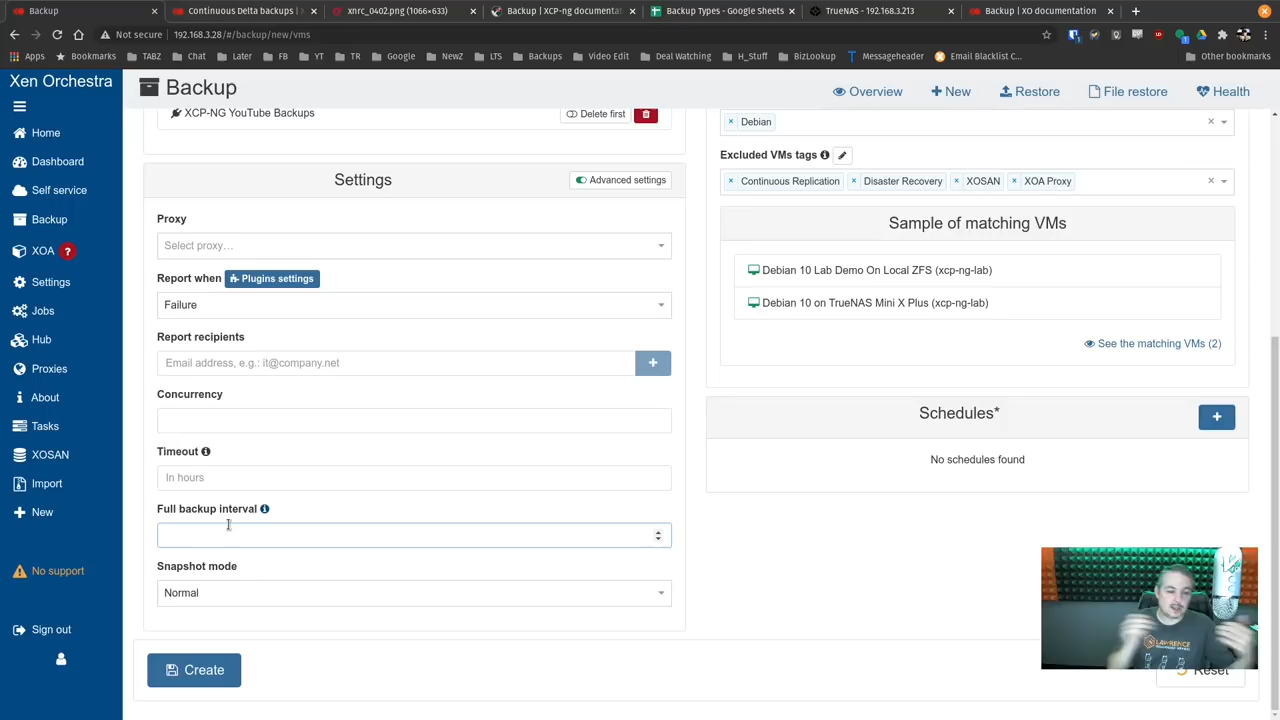 Backup
Continuous Delta backups |
xnrc_0402.png (1066×633)
Backup | XCP-ng documentat
Backup Types - Google Sheets
TrueNAS - 192.168.3.213
Backup | XO documentation
Not secure | 192.168.3.28/#/backup/new/vms
Apps Bookmarks TABZ Chat Later FB YT TR Google NewZ LTS Backups Video Edit Deal Watching H_Stuff BizLookup Messageheader Email Blacklist C... Other bookmarks
Xen Orchestra
Home
Dashboard
Self service
Backup
XOA ?
Settings
Jobs
Hub
Proxies
About
Tasks
XOSAN
Import
New
No support
Sign out
Backup
Overview New Restore File restore Health
XCP-NG YouTube Backups Delete first
Settings Advanced settings
Proxy
Select proxy...
Report when Plugins settings
Failure
Report recipients
Email address, e.g.: it@company.net
Concurrency
Timeout
In hours
Full backup interval
Snapshot mode
Normal
Create
× Debian
Excluded VMs tags
× Continuous Replication × Disaster Recovery × XOSAN × XOA Proxy
Sample of matching VMs
Debian 10 Lab Demo On Local ZFS (xcp-ng-lab)
Debian 10 on TrueNAS Mini X Plus (xcp-ng-lab)
See the matching VMs (2)
Schedules*
No schedules found
LAWRENCE
Reset